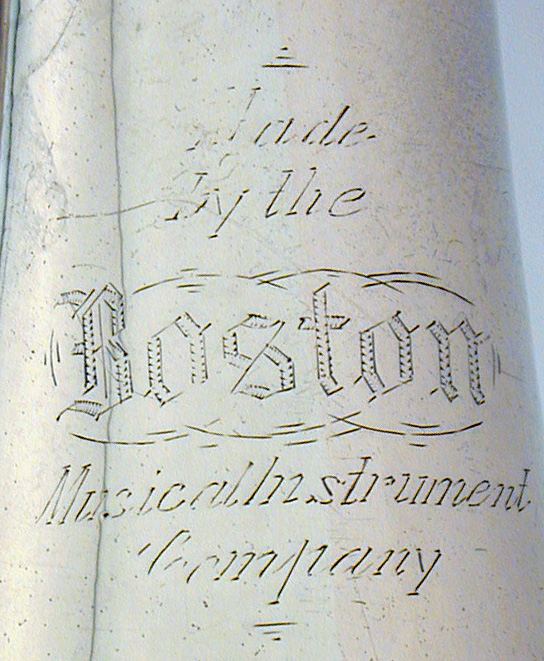 Made
by the
Boston
Musical Instrument
Company